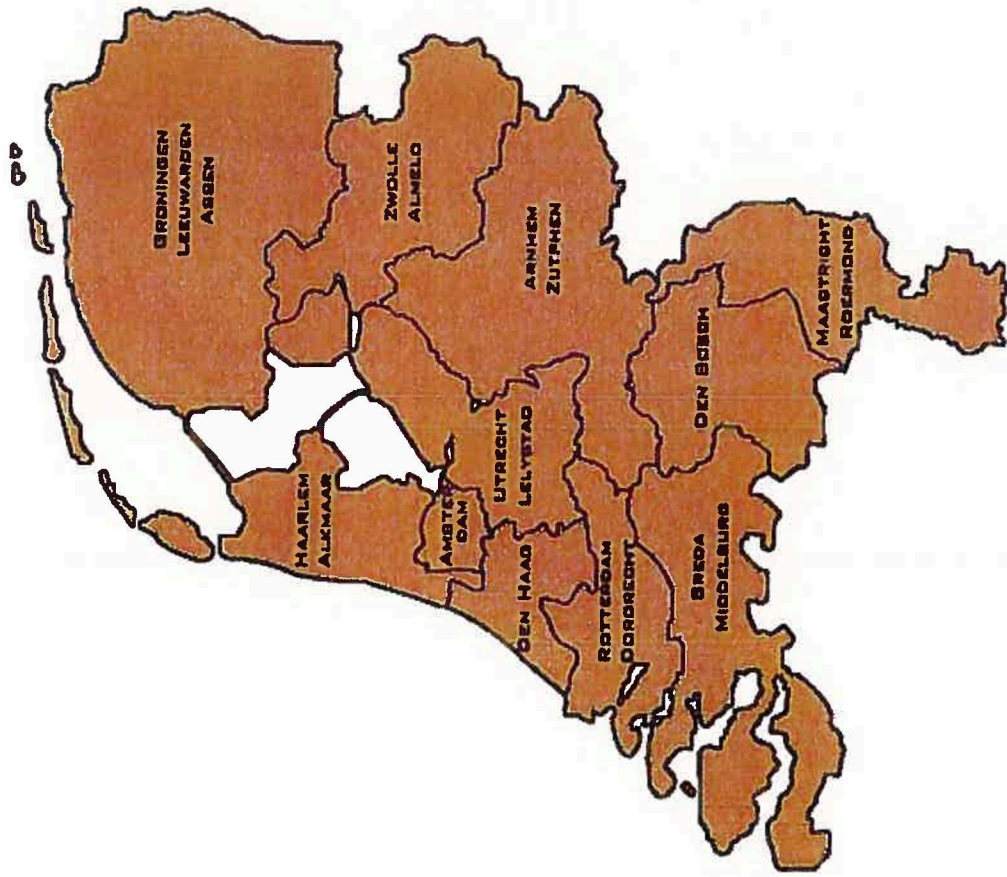 GRONINGEN
LEEUWARDEN
ASSEN
ZWOLLE
ALMELO
ARNHEM
ZUTPHEN
HAARLEM
ALKMAAR
AMSTER
DAM
UTRECHT
LELYSTAD
DEN HAAG
ROTTERDAM
DORDRECHT
DEN BOSCH
BREDA
MIDDELBURG
MAASTRICHT
ROERMOND